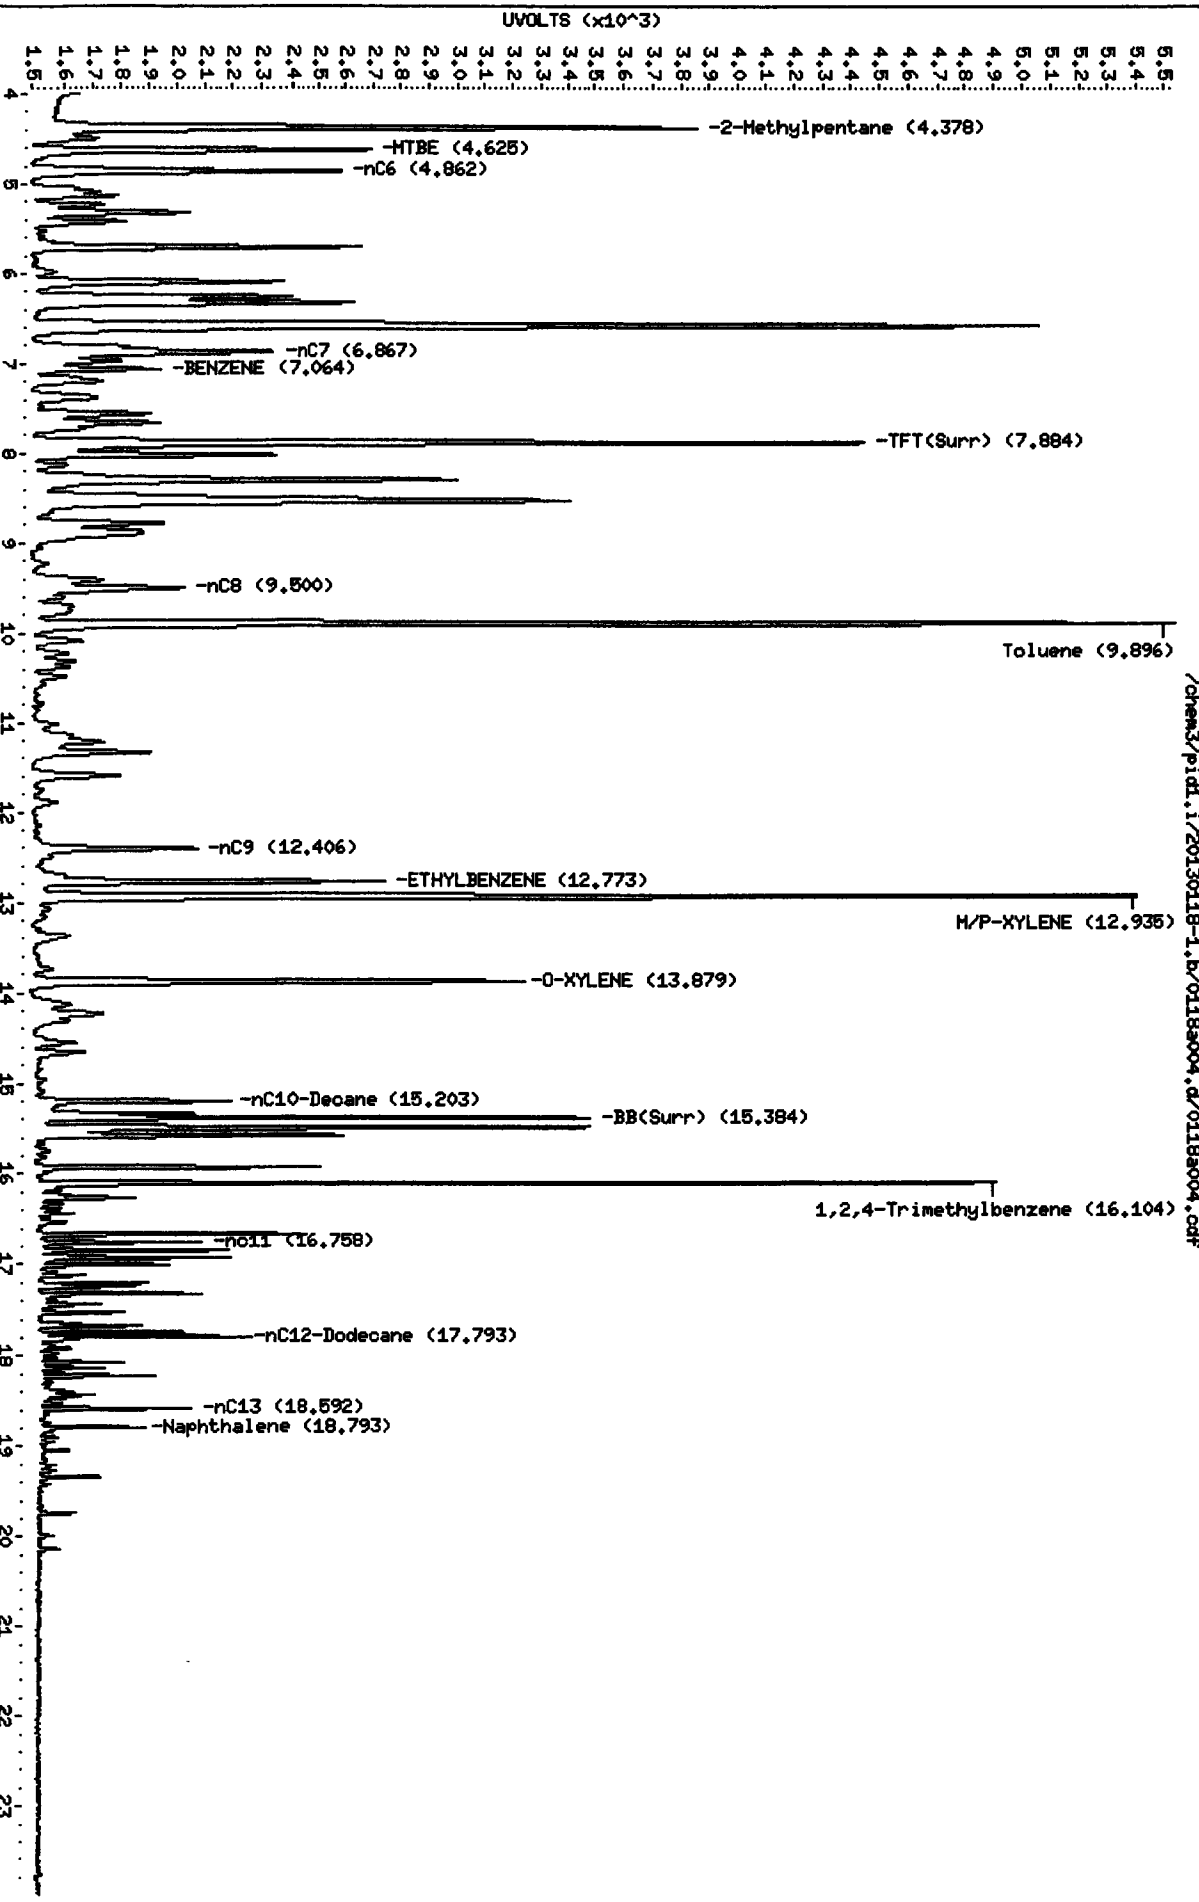 UVOLTS (x10^3)
1.5 1.6 1.7 1.8 1.9 2.0 2.1 2.2 2.3 2.4 2.5 2.6 2.7 2.8 2.9 3.0 3.1 3.2 3.3 3.4 3.5 3.6 3.7 3.8 3.9 4.0 4.1 4.2 4.3 4.4 4.5 4.6 4.7 4.8 4.9 5.0 5.1 5.2 5.3 5.4 5.5
/chem3/pid1.i/20130118-1.b/0118a004.d/0118a004.cdf
4
-2-Methylpentane (4.378)
-MTBE (4.625)
-nC6 (4.862)
5
6
-nC7 (6.867)
7
-BENZENE (7.064)
-TFT(Surr) (7.884)
8
9
-nC8 (9.500)
10
Toluene (9.896)
11
12
-nC9 (12.406)
-ETHYLBENZENE (12.773)
13
M/P-XYLENE (12.935)
-O-XYLENE (13.879)
14
15
-nC10-Decane (15.203)
-BB(Surr) (15.384)
16
1,2,4-Trimethylbenzene (16.104)
-nc11 (16.758)
17
-nC12-Dodecane (17.793)
18
-nC13 (18.592)
-Naphthalene (18.793)
19
20
21
22
23